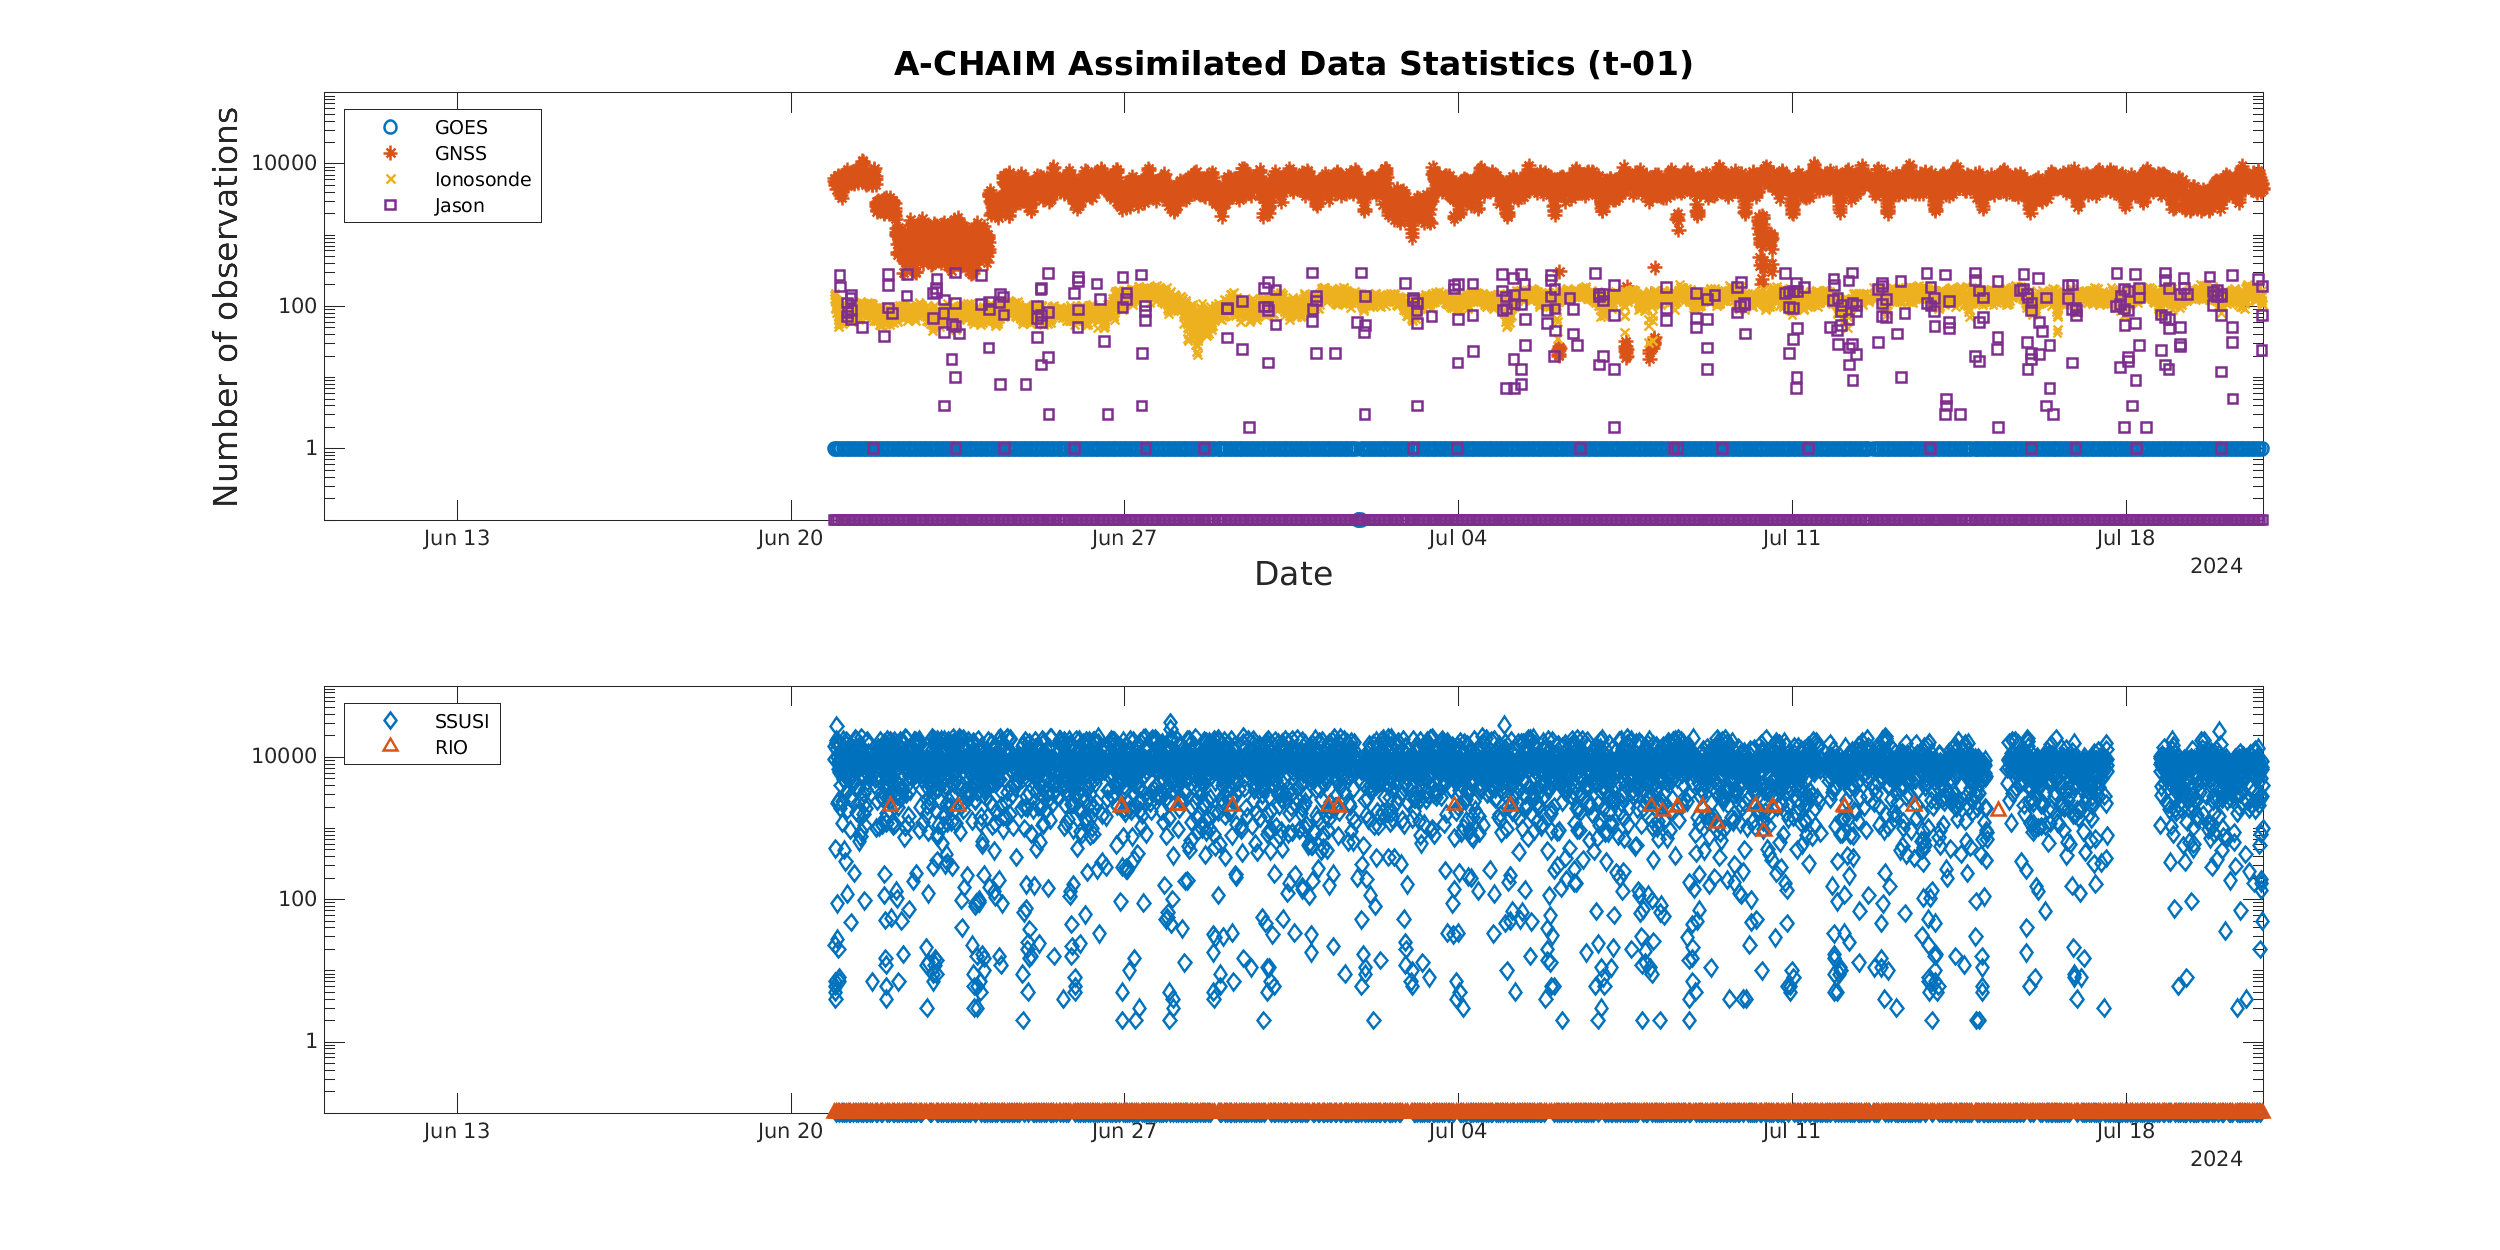 A-CHAIM Assimilated Data Statistics (t-01)
Number of observations
10000
100
1
GOES
GNSS
Ionosonde
Jason
Jun 13
Jun 20
Jun 27
Jul 04
Jul 11
Jul 18
2024
Date
10000
100
1
SSUSI
RIO
Jun 13
Jun 20
Jun 27
Jul 04
Jul 11
Jul 18
2024